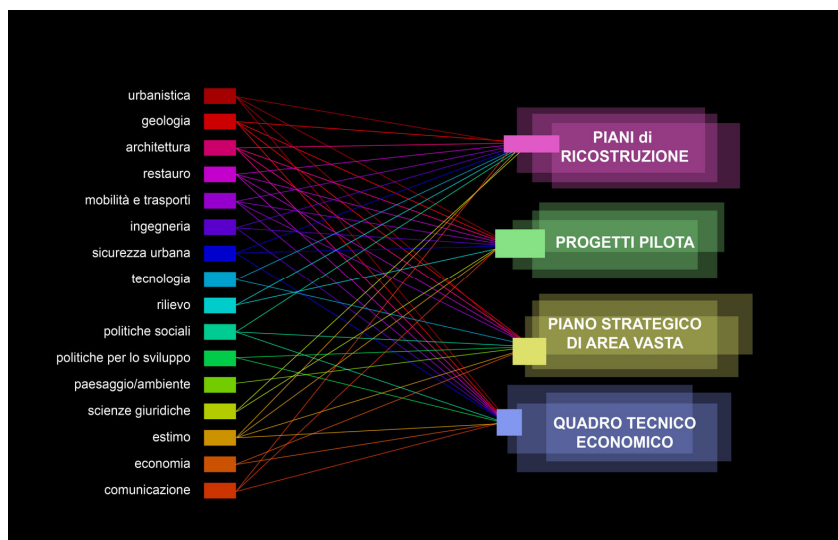 urbanistica
geologia
architettura
restauro
mobilità e trasporti
ingegneria
sicurezza urbana
tecnologia
rilievo
politiche sociali
politiche per lo sviluppo
paesaggio/ambiente
scienze giuridiche
estimo
economia
comunicazione
PIANI di
RICOSTRUZIONE
PROGETTI PILOTA
PIANO STRATEGICO
DI AREA VASTA
QUADRO TECNICO
ECONOMICO